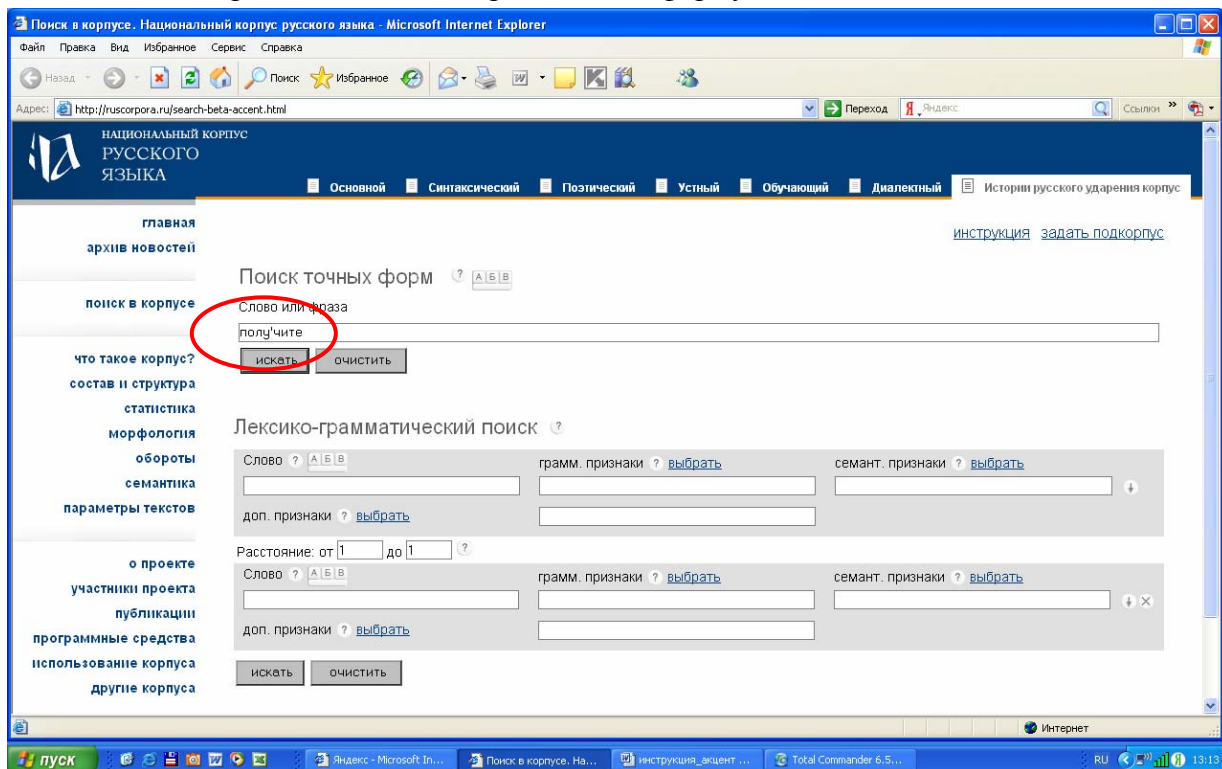 Поиск в корпусе. Национальный корпус русского языка - Microsoft Internet Explorer
Файл Правка Вид Избранное Сервис Справка
Назад Поиск Избранное
Адрес: http://ruscorpora.ru/search-beta-accent.html Переход Я Яндекс Ссылки »
НАЦИОНАЛЬНЫЙ КОРПУС
РУССКОГО
ЯЗЫКА
Основной Синтаксический Поэтический Устный Обучающий Диалектный Истории русского ударения корпус
инструкция задать подкорпус
главная
архив новостей
поиск в корпусе
что такое корпус?
состав и структура
статистика
морфология
обороты
семантика
параметры текстов
о проекте
участники проекта
публикации
программные средства
использование корпуса
другие корпуса
Поиск точных форм ? А Б В
Слово или фраза
полу'чите
искать очистить
Лексико-грамматический поиск ?
Слово ? А Б В грамм. признаки ? выбрать семант. признаки ? выбрать
доп. признаки ? выбрать
Расстояние: от 1 до 1 ?
Слово ? А Б В грамм. признаки ? выбрать семант. признаки ? выбрать
доп. признаки ? выбрать
искать очистить
Интернет
пуск Яндекс - Microsoft In... Поиск в корпусе. На... инструкция_акцент ... Total Commander 6.5... RU 13:13